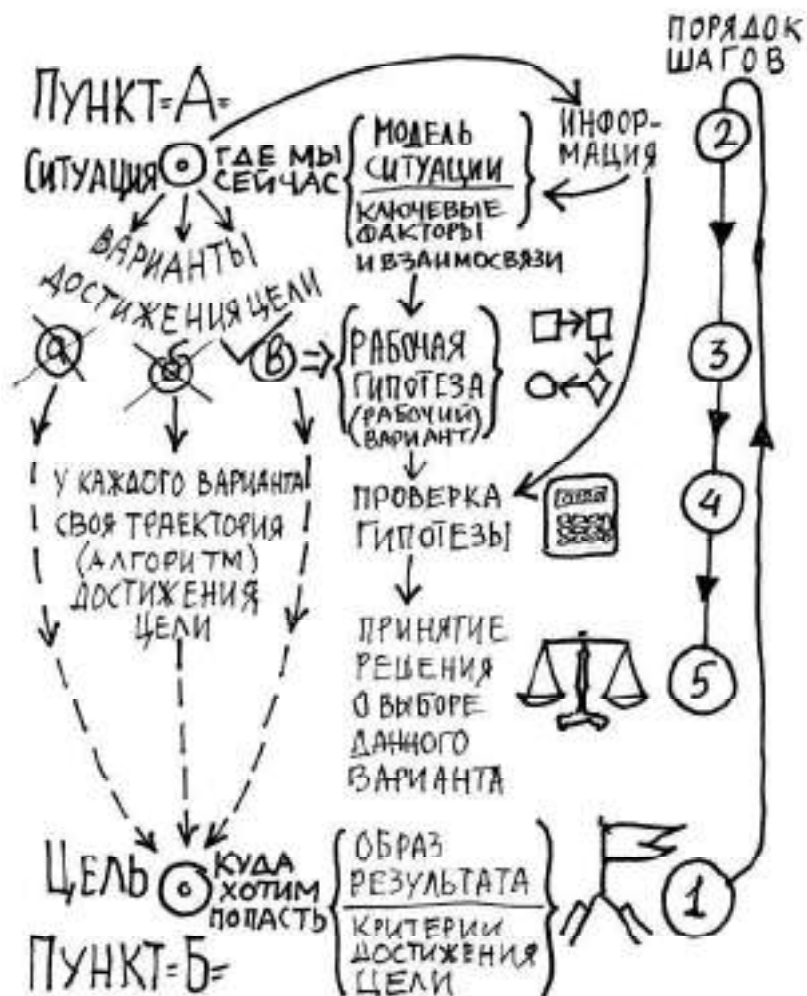 ПОРЯДОК
ШАГОВ
ПУНКТ=А=
СИТУАЦИЯ
ГДЕ МЫ
СЕЙЧАС
МОДЕЛЬ
СИТУАЦИИ
КЛЮЧЕВЫЕ
ФАКТОРЫ
И ВЗАИМОСВЯЗИ
ИНФОР-
МАЦИЯ
2
ВАРИАНТЫ
ДОСТИЖЕНИЯ ЦЕЛИ
а
б
в
РАБОЧАЯ
ГИПОТЕЗА
(РАБОЧИЙ
ВАРИАНТ)
3
У КАЖДОГО ВАРИАНТА
СВОЯ ТРАЕКТОРИЯ
(АЛГОРИТМ)
ДОСТИЖЕНИЯ
ЦЕЛИ
ПРОВЕРКА
ГИПОТЕЗЫ
4
ПРИНЯТИЕ
РЕШЕНИЯ
О ВЫБОРЕ
ДАННОГО
ВАРИАНТА
5
ЦЕЛЬ
КУДА
ХОТИМ
ПОПАСТЬ
ОБРАЗ
РЕЗУЛЬТАТА
КРИТЕРИИ
ДОСТИЖЕНИЯ
ЦЕЛИ
1
ПУНКТ=Б=